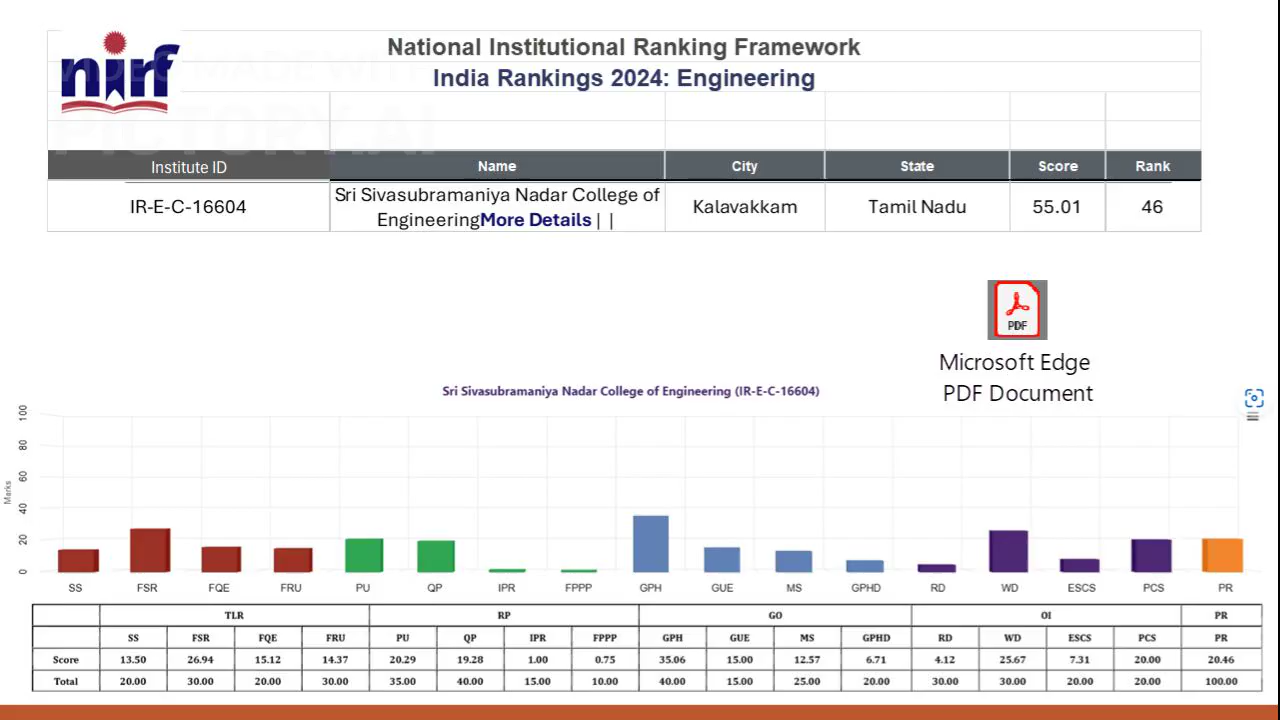 nirf
National Institutional Ranking Framework
India Rankings 2024: Engineering
VIDEO MADE WITH
PICTORY.AI
Institute ID Name City State Score Rank
IR-E-C-16604 Sri Sivasubramaniya Nadar College of EngineeringMore Details | | Kalavakkam Tamil Nadu 55.01 46
PDF
Microsoft Edge
PDF Document
Sri Sivasubramaniya Nadar College of Engineering (IR-E-C-16604)
Marks
100
80
60
40
20
0
SS FSR FQE FRU PU QP IPR FPPP GPH GUE MS GPHD RD WD ESCS PCS PR
TLR RP GO OI PR
SS FSR FQE FRU PU QP IPR FPPP GPH GUE MS GPHD RD WD ESCS PCS PR
Score 13.50 26.94 15.12 14.37 20.29 19.28 1.00 0.75 35.06 15.00 12.57 6.71 4.12 25.67 7.31 20.00 20.46
Total 20.00 30.00 20.00 30.00 35.00 40.00 15.00 10.00 40.00 15.00 25.00 20.00 30.00 30.00 20.00 20.00 100.00